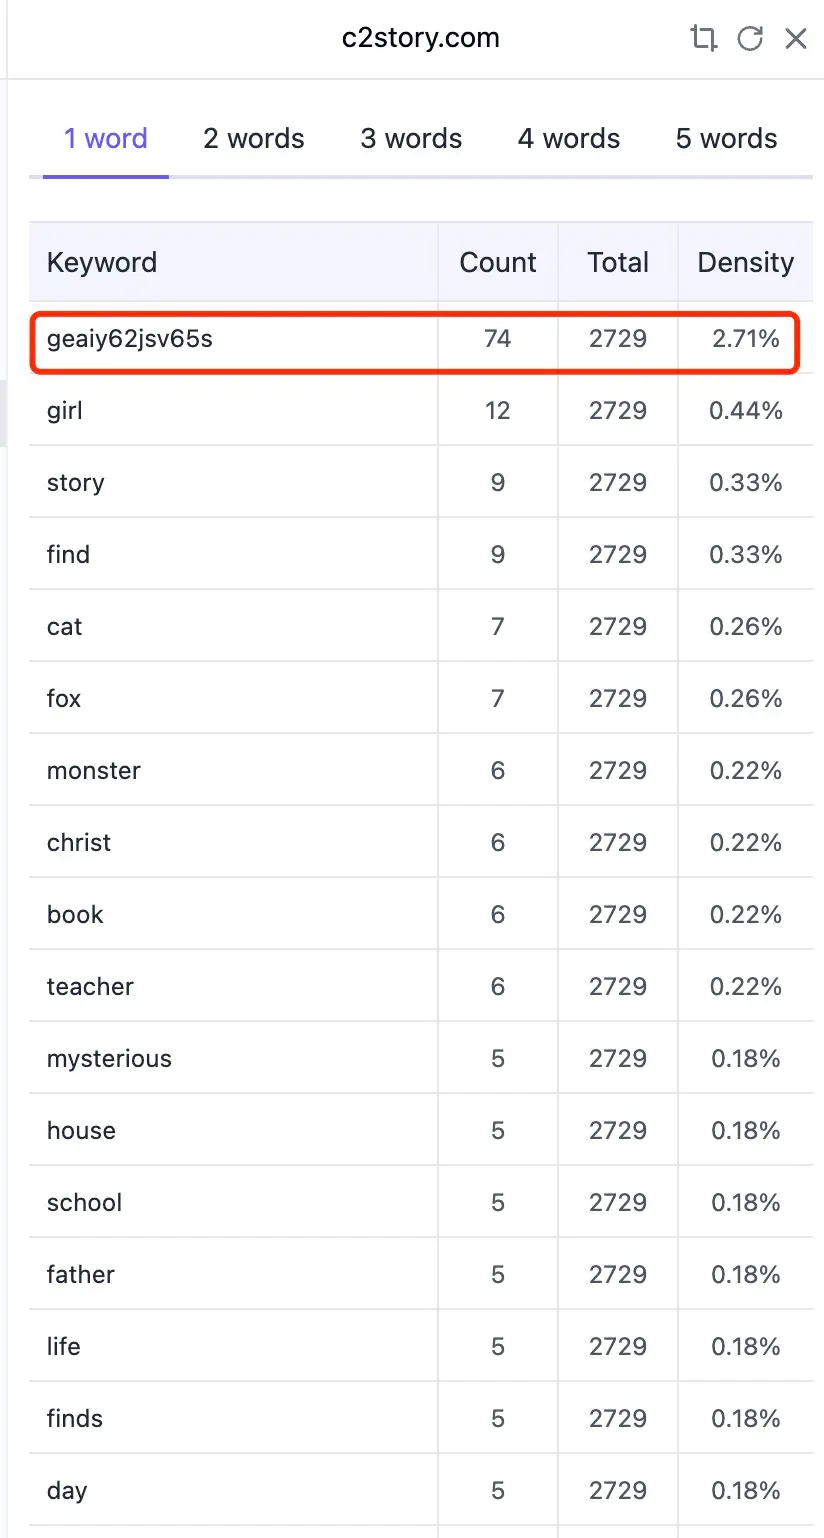 c2story.com
1 word 2 words 3 words 4 words 5 words
Keyword Count Total Density
geaiy62jsv65s 74 2729 2.71%
girl 12 2729 0.44%
story 9 2729 0.33%
find 9 2729 0.33%
cat 7 2729 0.26%
fox 7 2729 0.26%
monster 6 2729 0.22%
christ 6 2729 0.22%
book 6 2729 0.22%
teacher 6 2729 0.22%
mysterious 5 2729 0.18%
house 5 2729 0.18%
school 5 2729 0.18%
father 5 2729 0.18%
life 5 2729 0.18%
finds 5 2729 0.18%
day 5 2729 0.18%